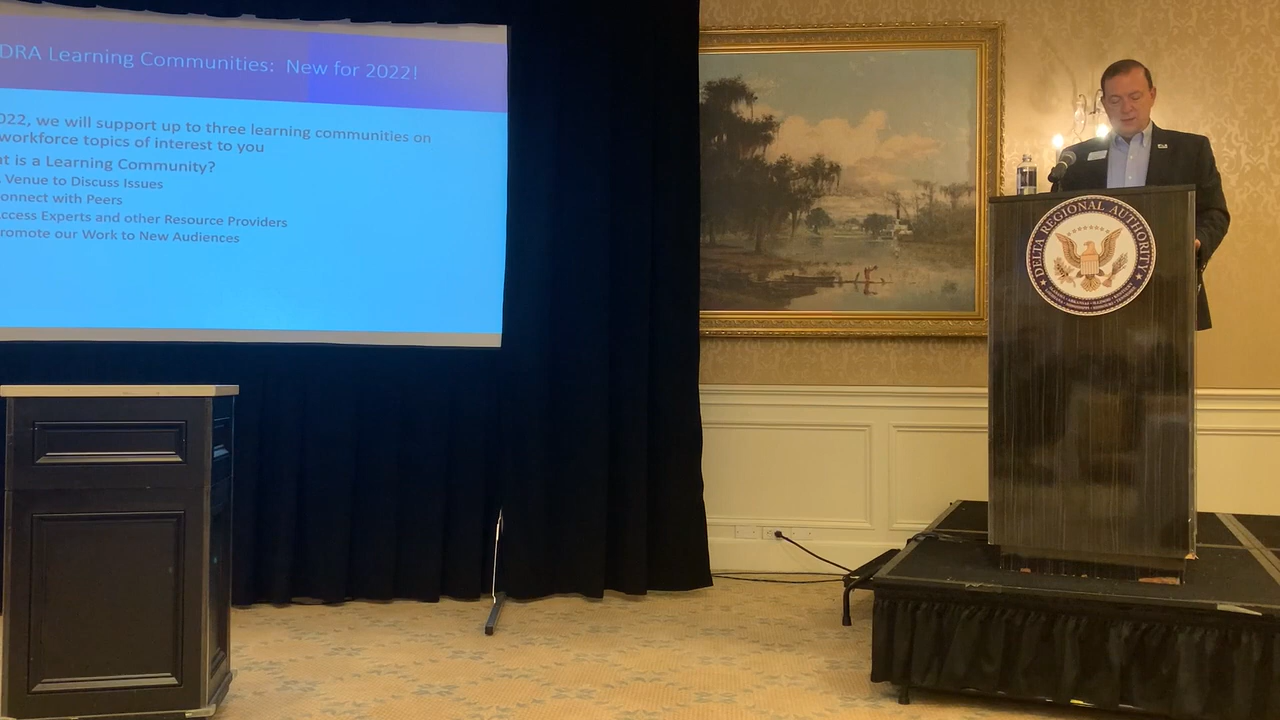 DRA Learning Communities: New for 2022!
022, we will support up to three learning communities on
workforce topics of interest to you
at is a Learning Community?
Venue to Discuss Issues
onnect with Peers
ccess Experts and other Resource Providers
romote our Work to New Audiences
DELTA REGIONAL AUTHORITY